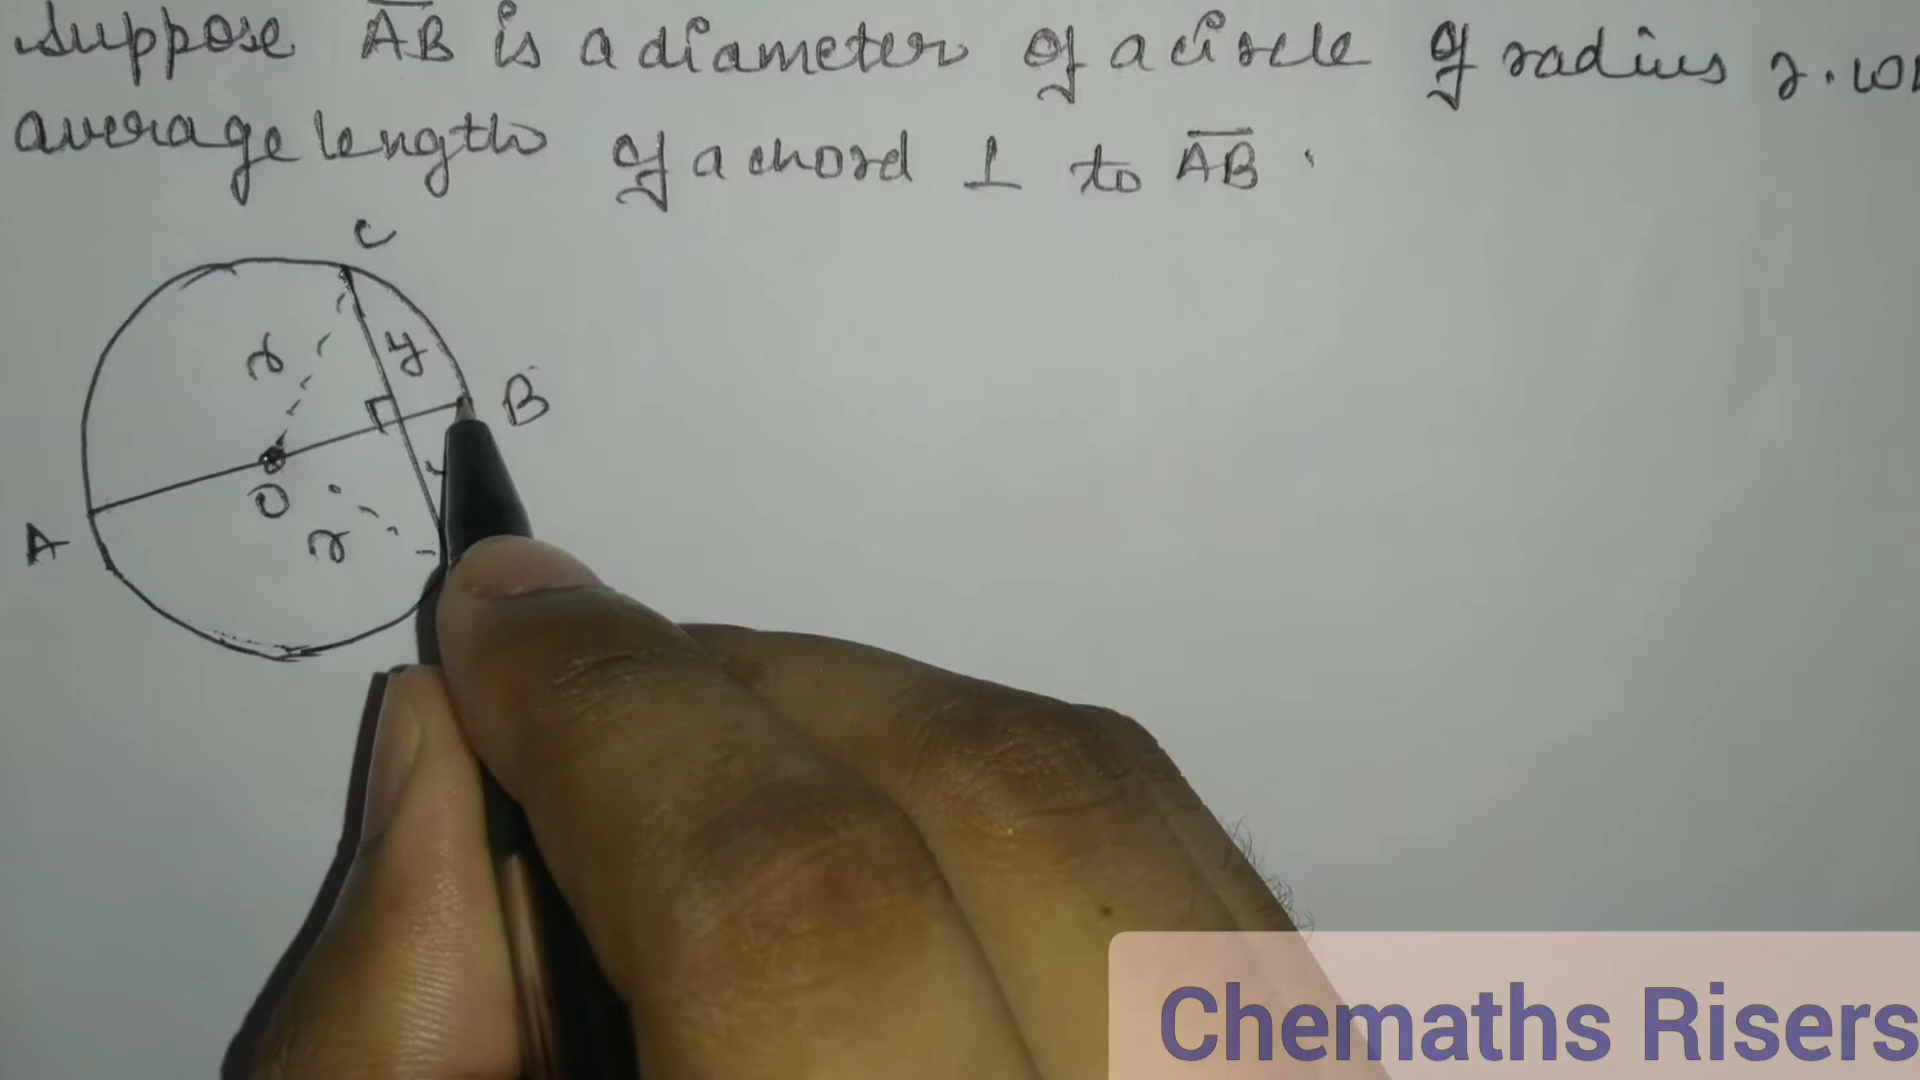 Suppose AB is a diameter of a circle of radius r.
average length of a chord ⊥ to AB.
C
r
y
B
O
r
A
Chemaths Risers